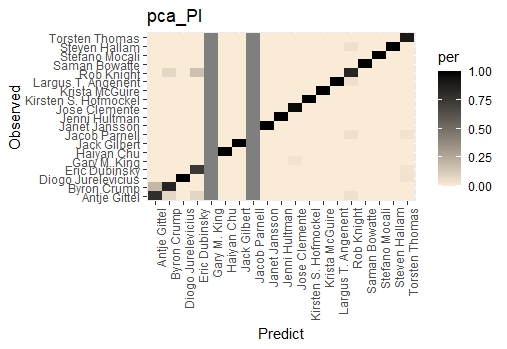 pca_PI
Torsten Thomas
Steven Hallam
Stefano Mocali
Saman Bowatte
Rob Knight
Largus T. Angenent
Krista McGuire
Kirsten S. Hofmockel
Jose Clemente
Jenni Hultman
Janet Jansson
Jacob Parnell
Jack Gilbert
Haiyan Chu
Gary M. King
Eric Dubinsky
Diogo Jurelevicius
Byron Crump
Antje Gittel
Observed
Antje Gittel
Byron Crump
Diogo Jurelevicius
Eric Dubinsky
Gary M. King
Haiyan Chu
Jack Gilbert
Jacob Parnell
Janet Jansson
Jenni Hultman
Jose Clemente
Kirsten S. Hofmockel
Krista McGuire
Largus T. Angenent
Rob Knight
Saman Bowatte
Stefano Mocali
Steven Hallam
Torsten Thomas
Predict
per
1.00
0.75
0.50
0.25
0.00